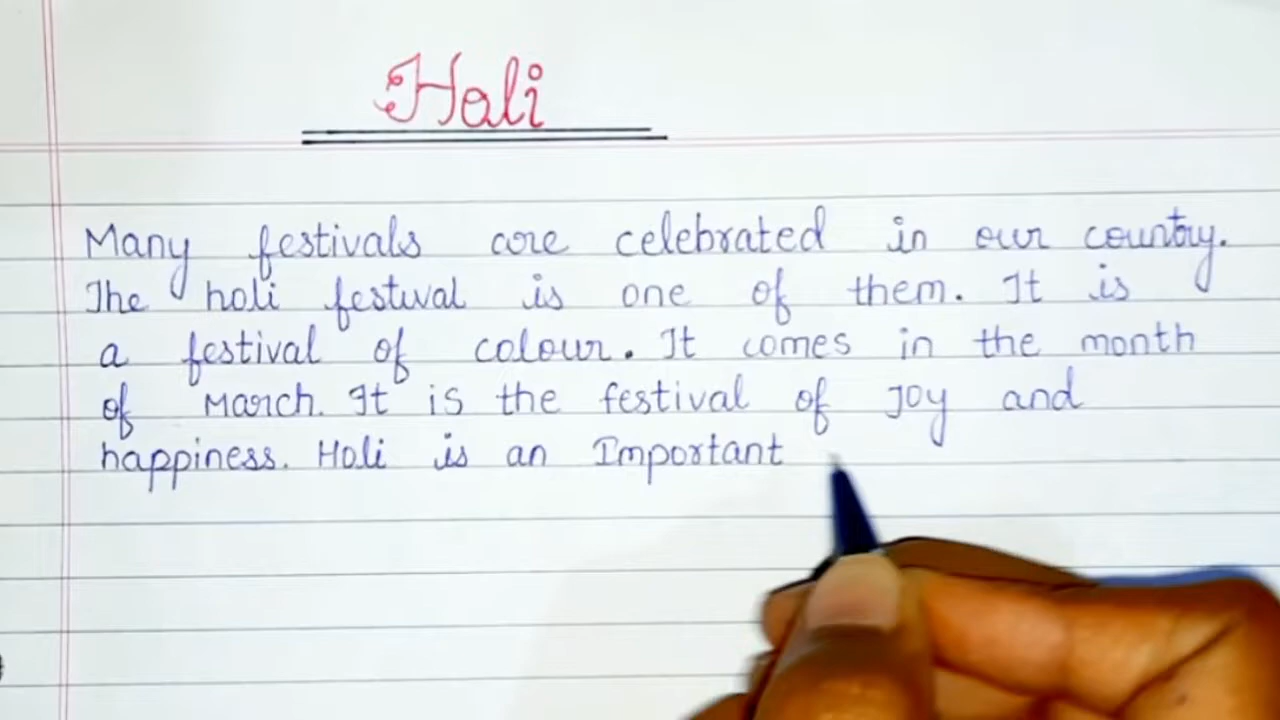 Holi
Many festivals are celebrated in our country.
The holi festival is one of them. It is
a festival of colour. It comes in the month
of March. It is the festival of Joy and
happiness. Holi is an Important